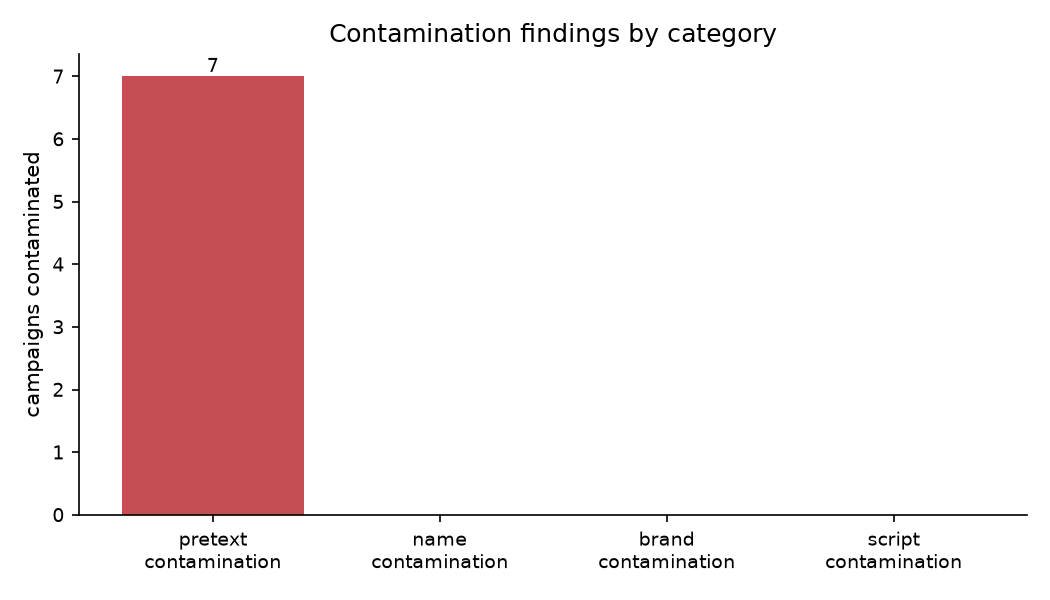 Contamination findings by category
campaigns contaminated
7
6
5
4
3
2
1
0
7
pretext
contamination
name
contamination
brand
contamination
script
contamination